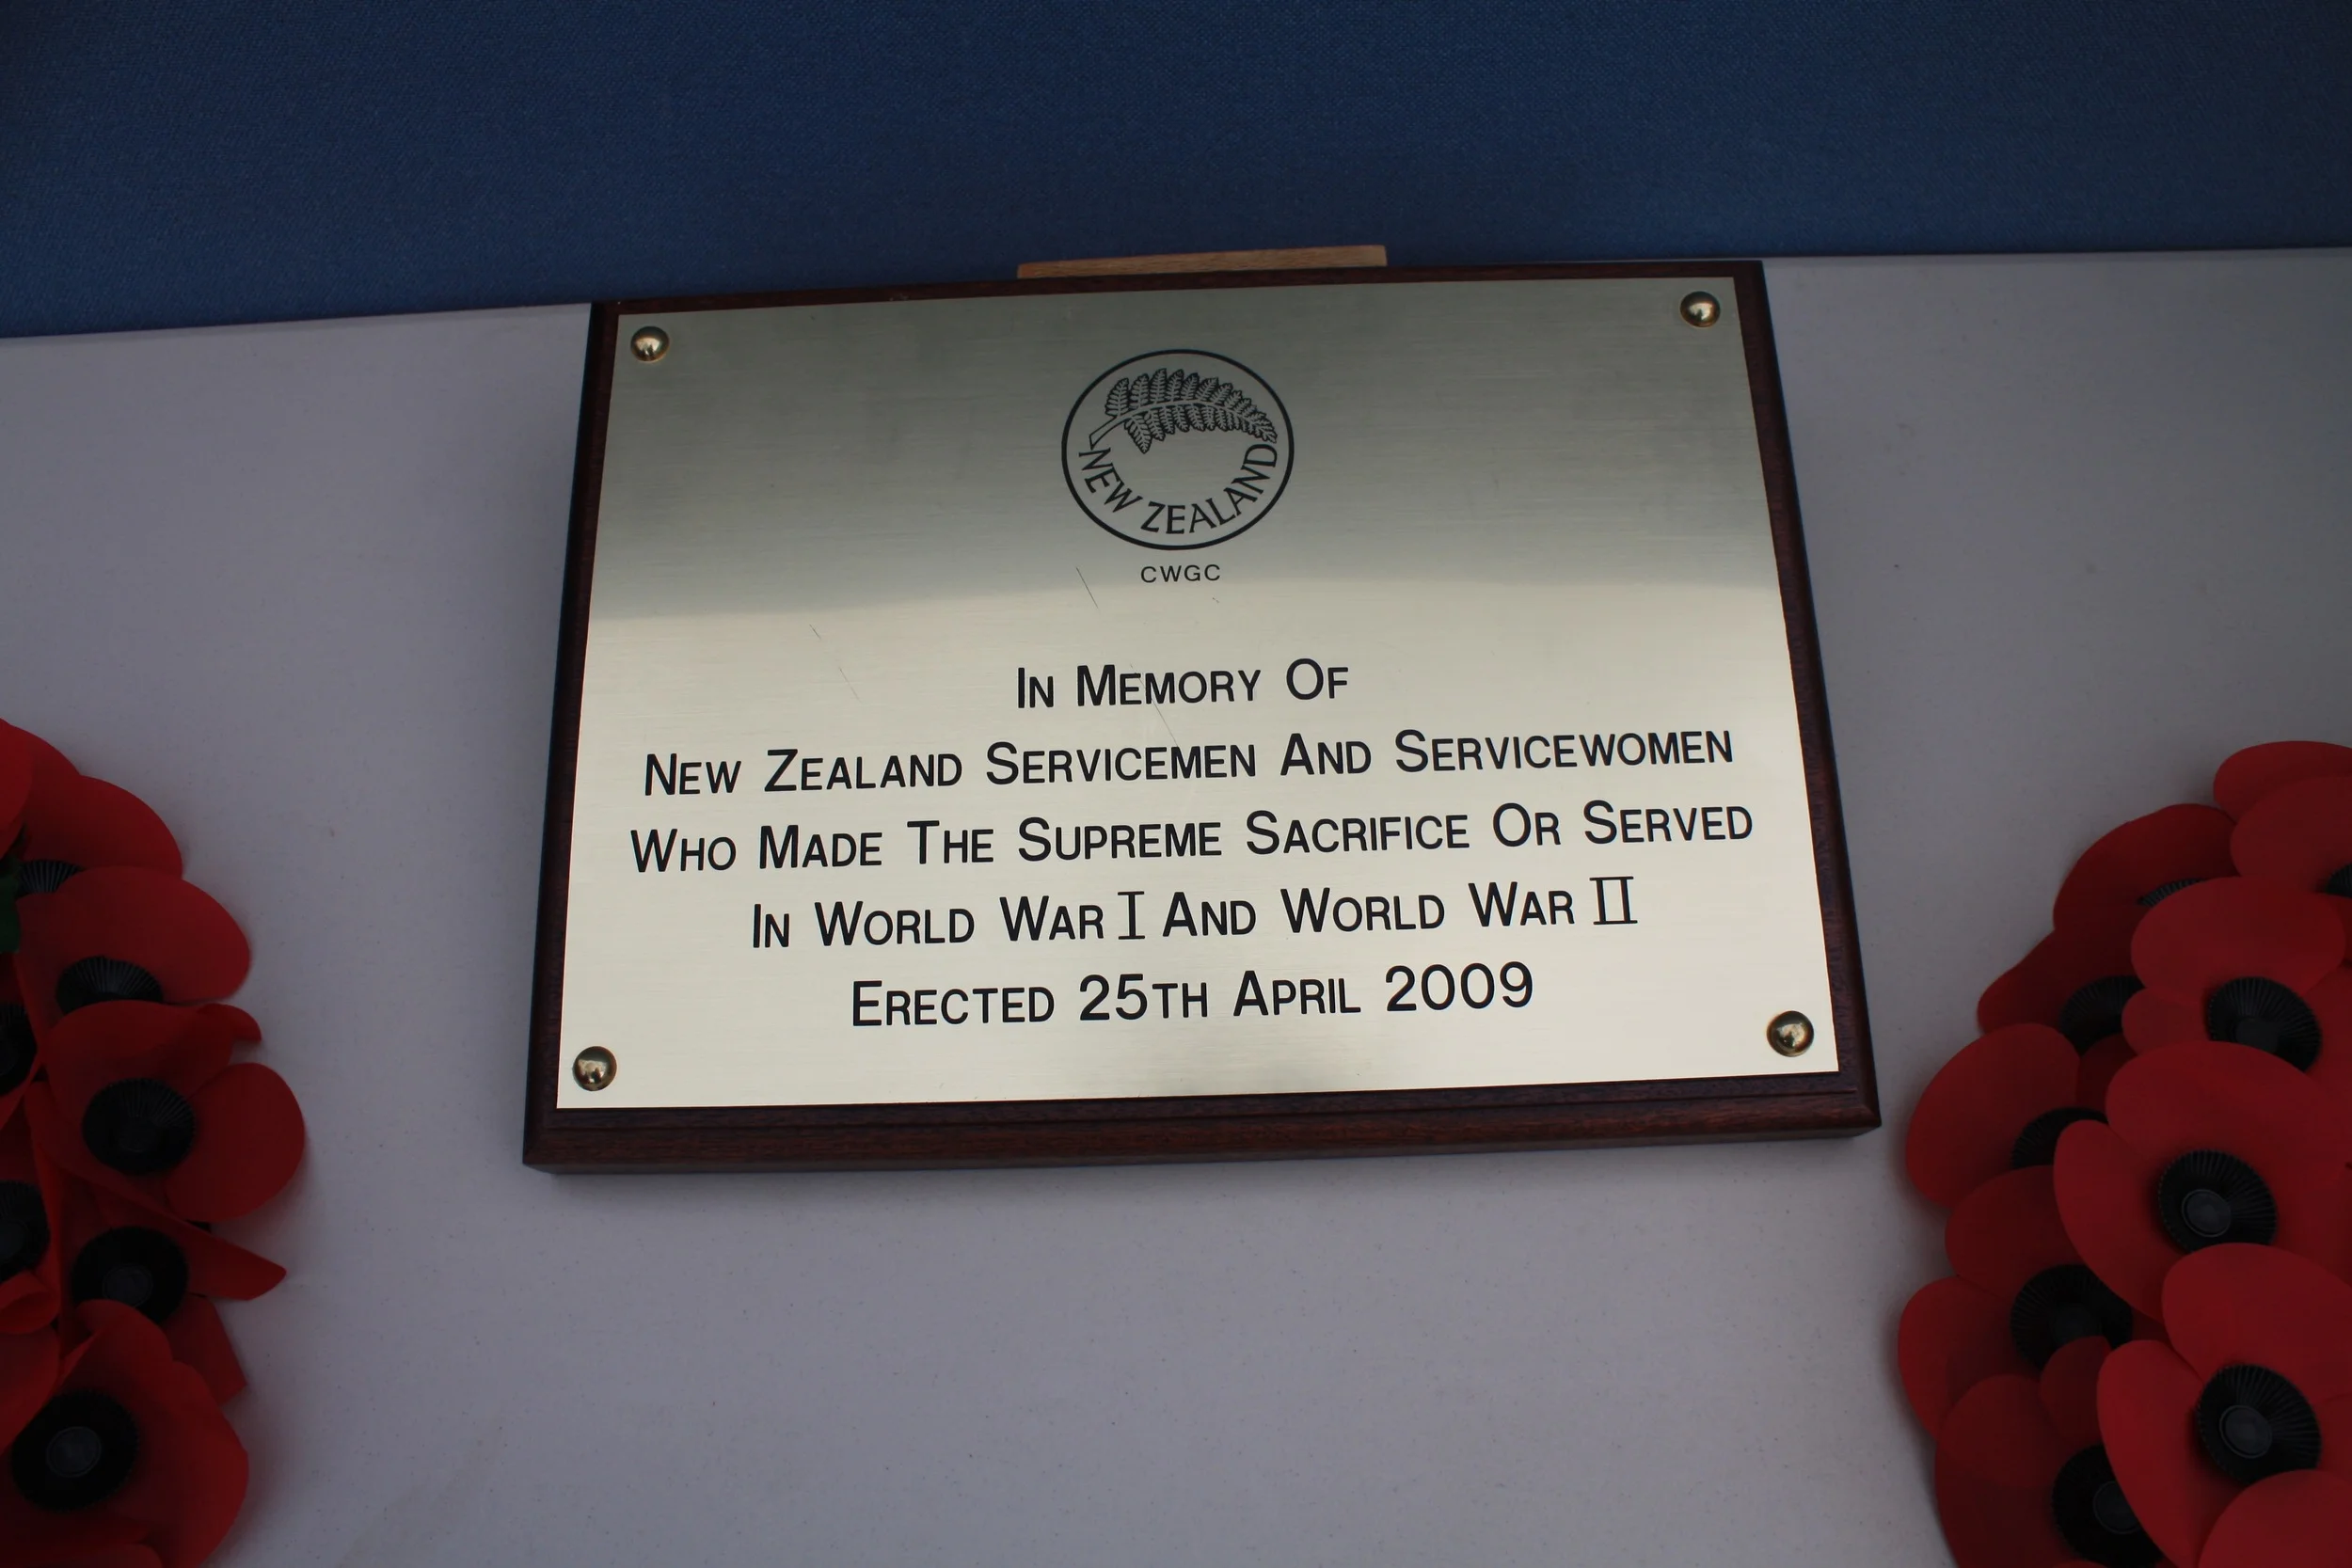 NEW ZEALAND
CWGC
IN MEMORY OF
NEW ZEALAND SERVICEMEN AND SERVICEWOMEN
WHO MADE THE SUPREME SACRIFICE OR SERVED
IN WORLD WAR I AND WORLD WAR II
ERECTED 25TH APRIL 2009